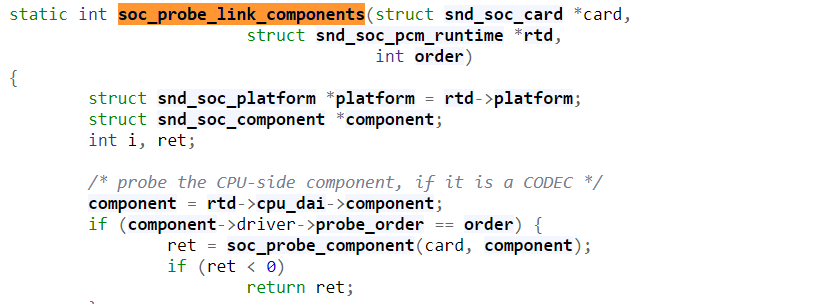 static int soc_probe_link_components(struct snd_soc_card *card,
struct snd_soc_pcm_runtime *rtd,
int order)
{
struct snd_soc_platform *platform = rtd->platform;
struct snd_soc_component *component;
int i, ret;
/* probe the CPU-side component, if it is a CODEC */
component = rtd->cpu_dai->component;
if (component->driver->probe_order == order) {
ret = soc_probe_component(card, component);
if (ret < 0)
return ret;